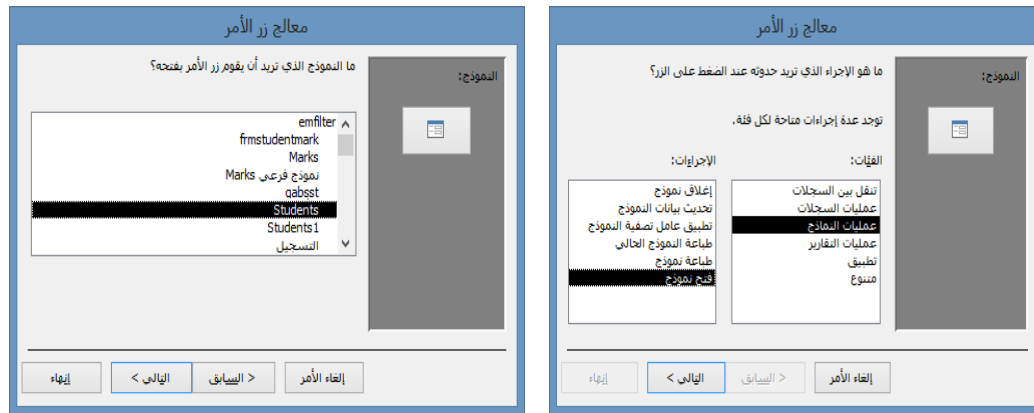 معالج زر الأمر
ما هو الإجراء الذي تريد حدوثه عند الضغط على الزر؟
النموذج:
توجد عدة إجراءات متاحة لكل فئة.
الفئات:
تنقل بين السجلات
عمليات السجلات
عمليات النماذج
عمليات التقارير
تطبيق
متنوع
الإجراءات:
إغلاق نموذج
تحديث بيانات النموذج
تطبيق عامل تصفية النموذج
طباعة النموذج الحالي
طباعة نموذج
فتح نموذج
إلغاء الأمر
< السابق
التالي >
إنهاء
معالج زر الأمر
ما النموذج الذي تريد أن يقوم زر الأمر بفتحه؟
النموذج:
emfilter
frmstudentmark
Marks
نموذج فرعي Marks
qabsst
Students
Students1
التسجيل
إلغاء الأمر
< السابق
التالي >
إنهاء